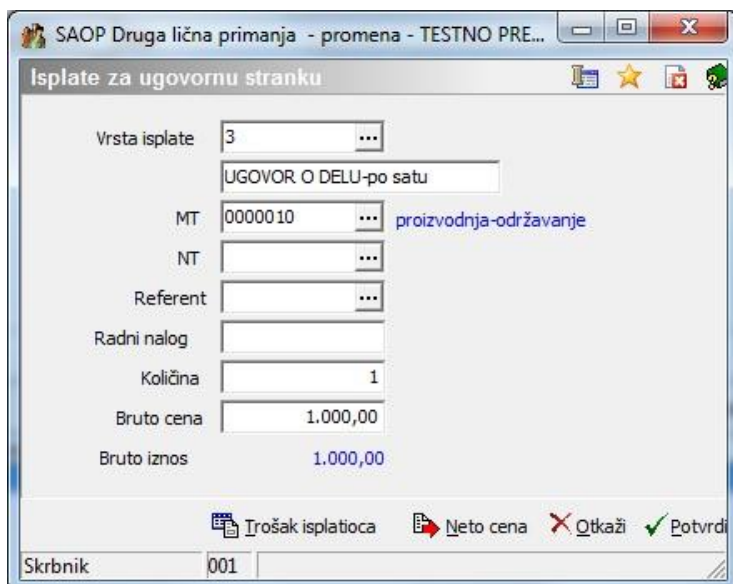 SAOP Druga lična primanja - promena - TESTNO PRE...
Isplate za ugovornu stranku
Vrsta isplate 3 ...
UGOVOR O DELU-po satu
MT 0000010 ... proizvodnja-održavanje
NT ...
Referent ...
Radni nalog
Količina 1
Bruto cena 1.000,00
Bruto iznos 1.000,00
Trošak isplatioca Neto cena Otkaži Potvrdi
Skrbnik 001